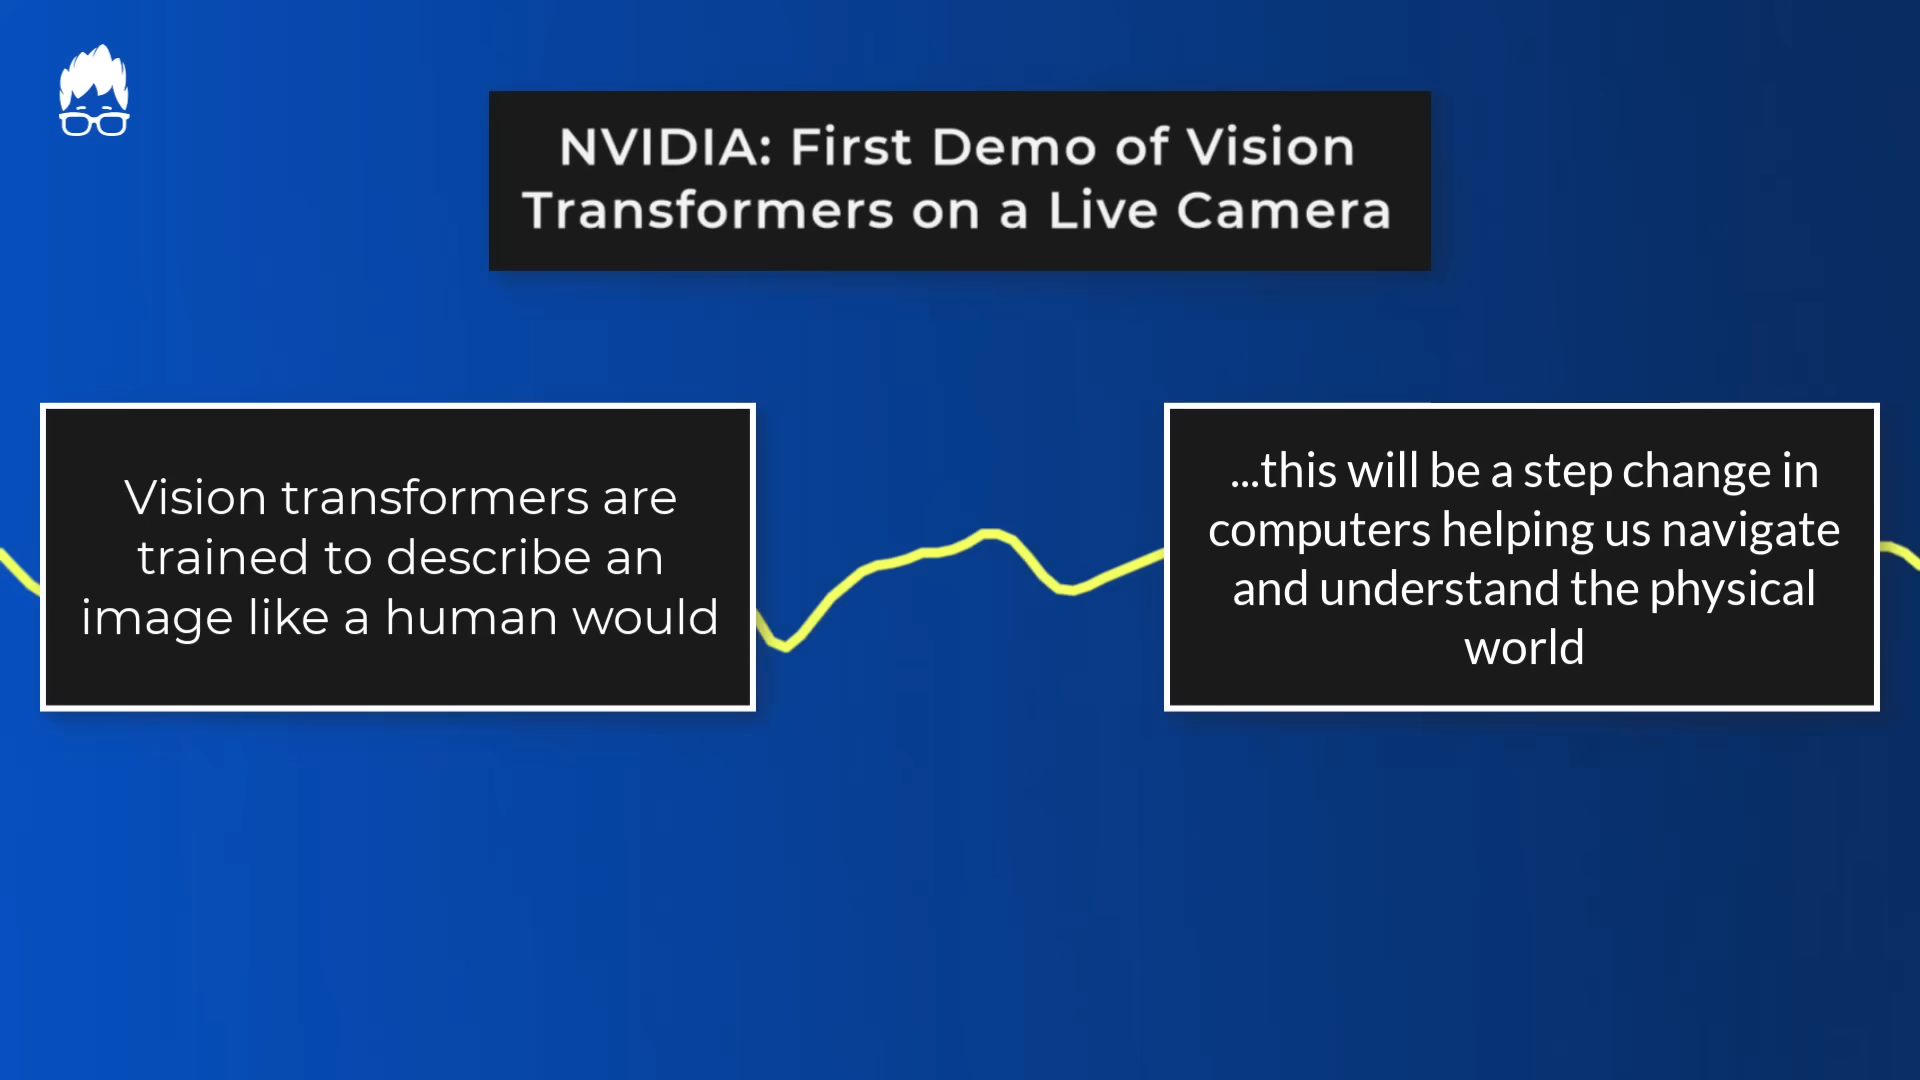 NVIDIA: First Demo of Vision
Transformers on a Live Camera
Vision transformers are
trained to describe an
image like a human would
...this will be a step change in
computers helping us navigate
and understand the physical
world